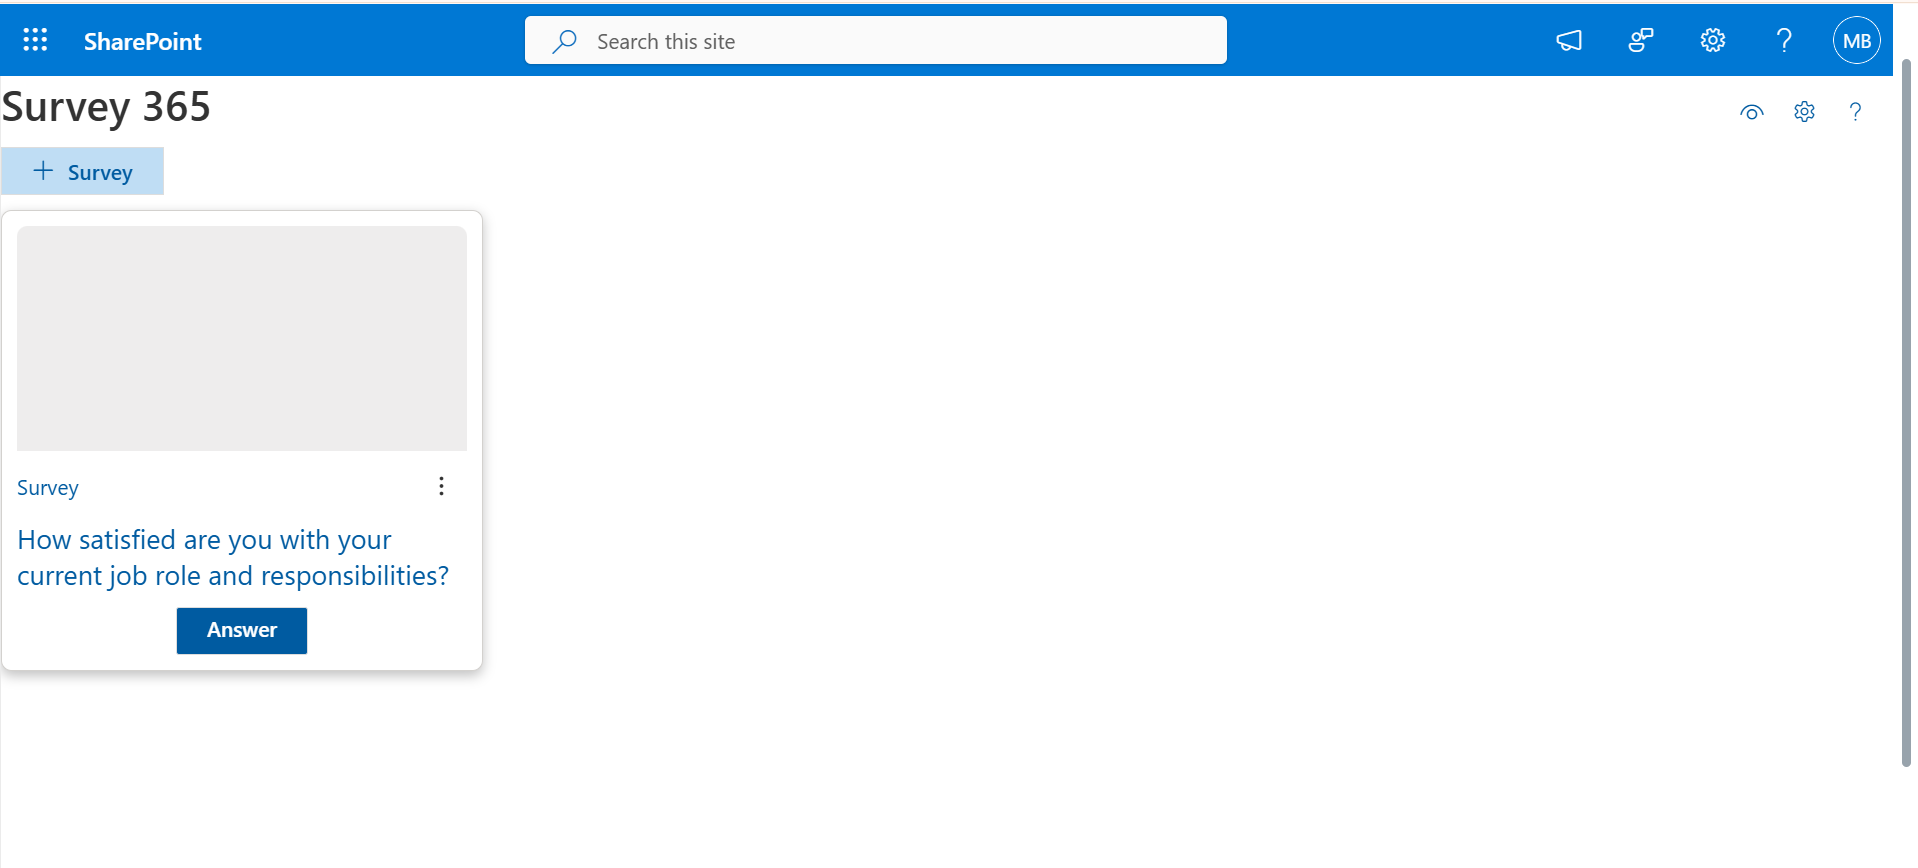 SharePoint
Search this site
MB
Survey 365
Survey
Survey
How satisfied are you with your
current job role and responsibilities?
Answer